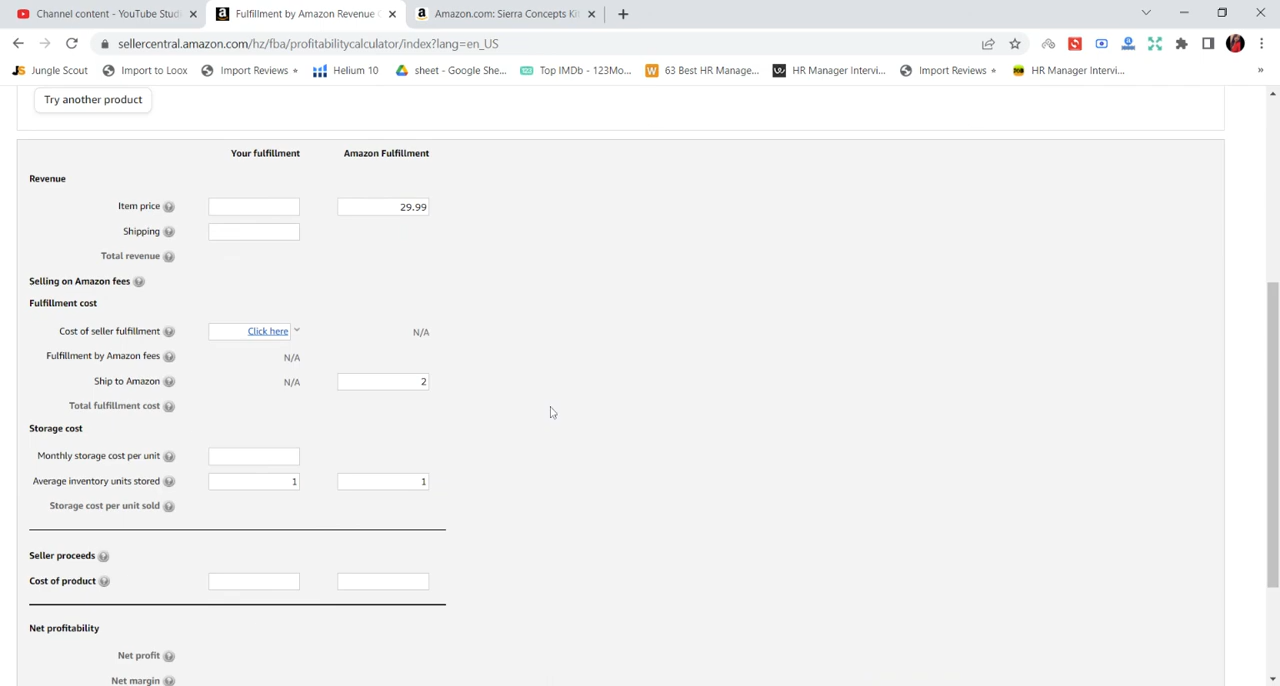 Channel content - YouTube Studi
Fulfillment by Amazon Revenue C
Amazon.com: Sierra Concepts Kit
sellercentral.amazon.com/hz/fba/profitabilitycalculator/index?lang=en_US
Jungle Scout
Import to Loox
Import Reviews
Helium 10
sheet - Google She...
Top IMDb - 123Mo...
63 Best HR Manage...
HR Manager Intervi...
Import Reviews
HR Manager Intervi...
Try another product
Your fulfillment Amazon Fulfillment
Revenue
Item price 29.99
Shipping
Total revenue
Selling on Amazon fees
Fulfillment cost
Cost of seller fulfillment Click here N/A
Fulfillment by Amazon fees N/A
Ship to Amazon N/A 2
Total fulfillment cost
Storage cost
Monthly storage cost per unit
Average inventory units stored 1 1
Storage cost per unit sold
Seller proceeds
Cost of product
Net profitability
Net profit
Net margin